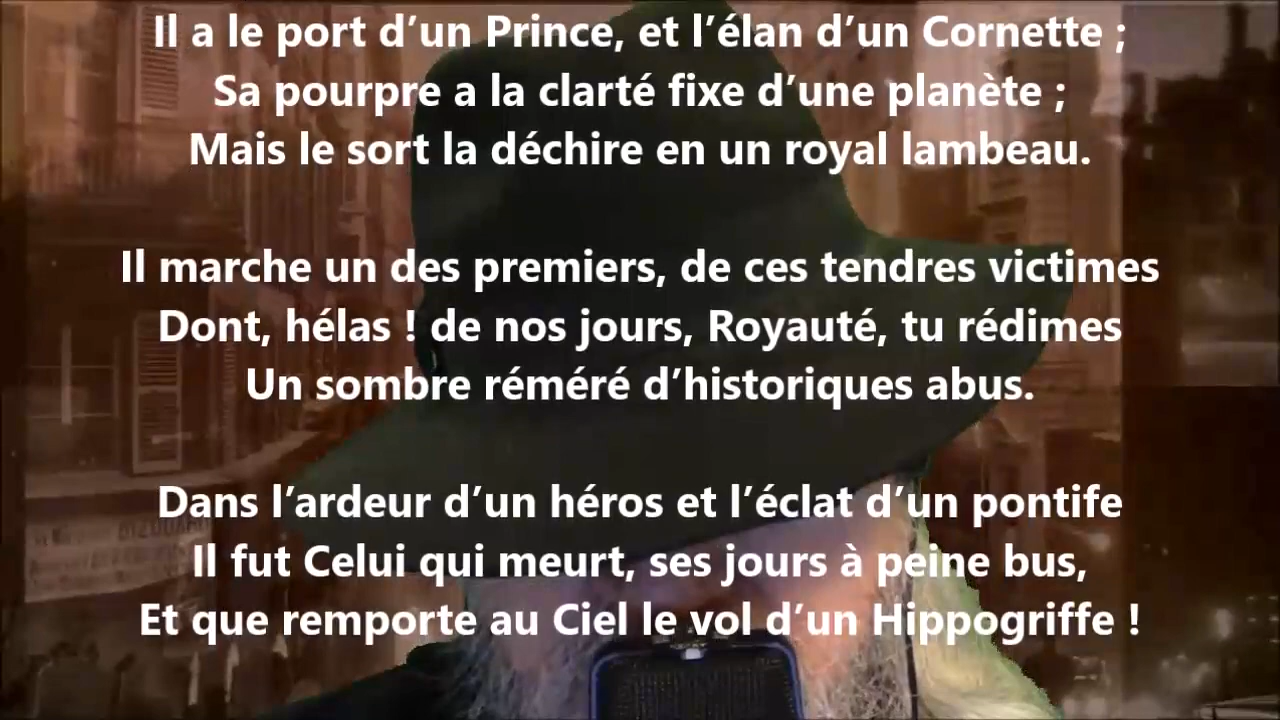 Il a le port d’un Prince, et l’élan d’un Cornette ;
Sa pourpre a la clarté fixe d’une planète ;
Mais le sort la déchire en un royal lambeau.
Il marche un des premiers, de ces tendres victimes
Dont, hélas ! de nos jours, Royauté, tu rédimes
Un sombre réméré d’historiques abus.
Dans l’ardeur d’un héros et l’éclat d’un pontife
Il fut Celui qui meurt, ses jours à peine bus,
Et que remporte au Ciel le vol d’un Hippogriffe !